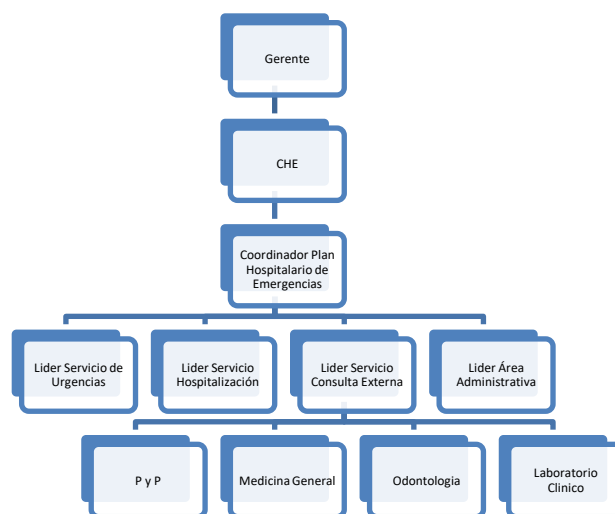 Gerente
CHE
Coordinador Plan
Hospitalario de
Emergencias
Lider Servicio de
Urgencias
Lider Servicio
Hospitalización
Lider Servicio
Consulta Externa
Lider Área
Administrativa
P y P
Medicina General
Odontologia
Laboratorio
Clinico